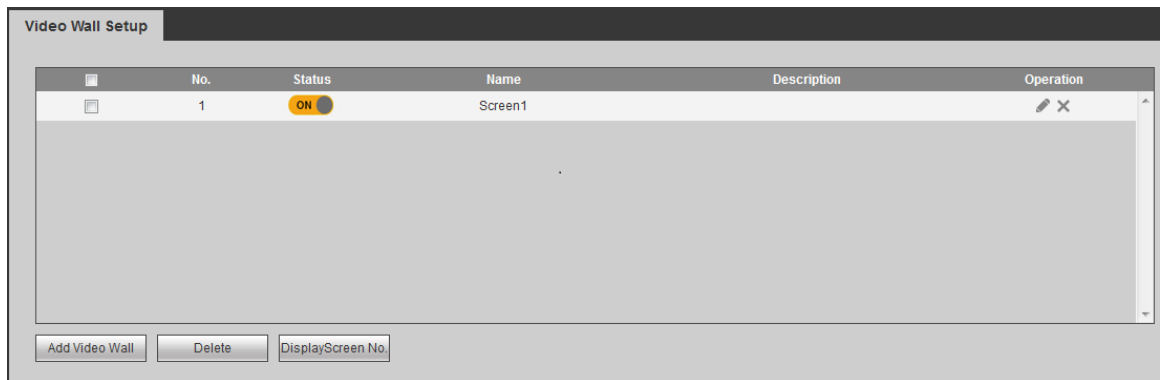 Video Wall Setup
No. Status Name Description Operation
1 ON Screen1
Add Video Wall Delete DisplayScreen No.